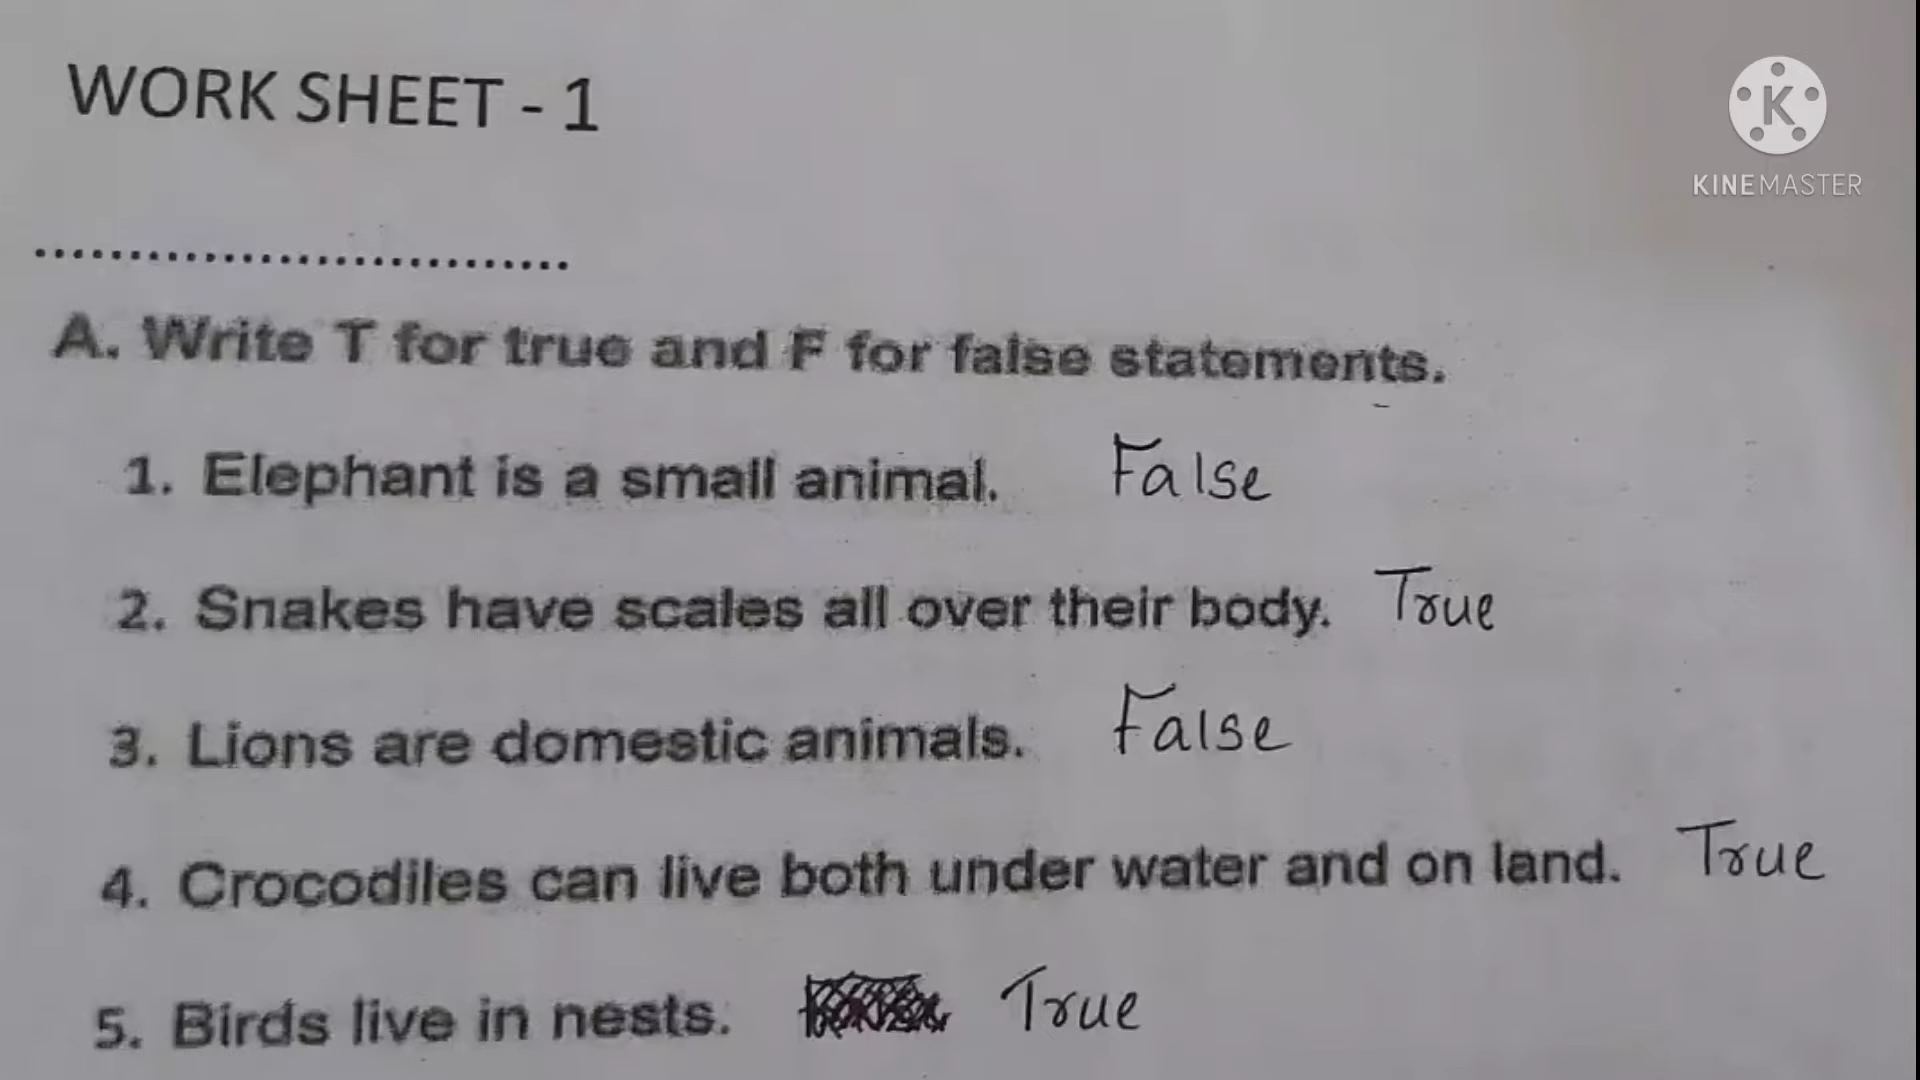 WORK SHEET - 1
K
KINEMASTER
............................
A. Write T for true and F for false statements.
1. Elephant is a small animal. False
2. Snakes have scales all over their body. True
3. Lions are domestic animals. False
4. Crocodiles can live both under water and on land. True
5. Birds live in nests. True